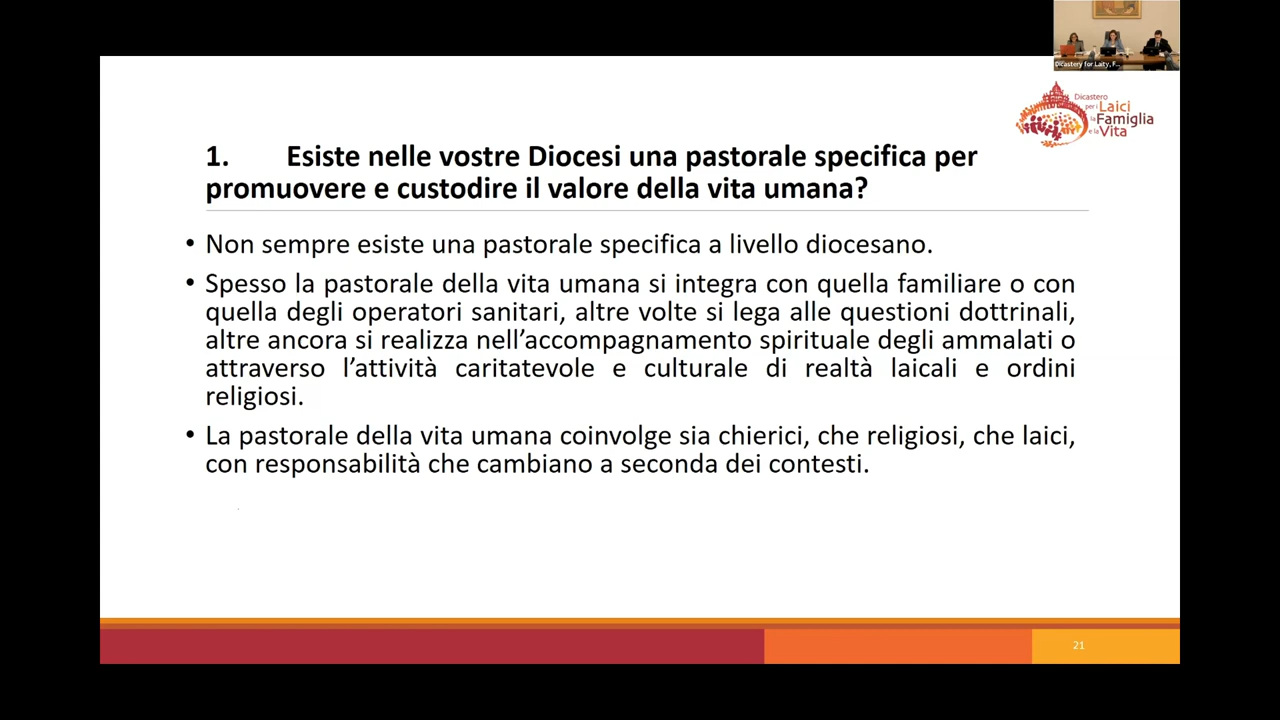 Dicastery for Laity, F...
Dicastero
per i Laici
la Famiglia
e la Vita
1. Esiste nelle vostre Diocesi una pastorale specifica per
promuovere e custodire il valore della vita umana?
• Non sempre esiste una pastorale specifica a livello diocesano.
• Spesso la pastorale della vita umana si integra con quella familiare o con
quella degli operatori sanitari, altre volte si lega alle questioni dottrinali,
altre ancora si realizza nell’accompagnamento spirituale degli ammalati o
attraverso l’attività caritatevole e culturale di realtà laicali e ordini
religiosi.
• La pastorale della vita umana coinvolge sia chierici, che religiosi, che laici,
con responsabilità che cambiano a seconda dei contesti.
21